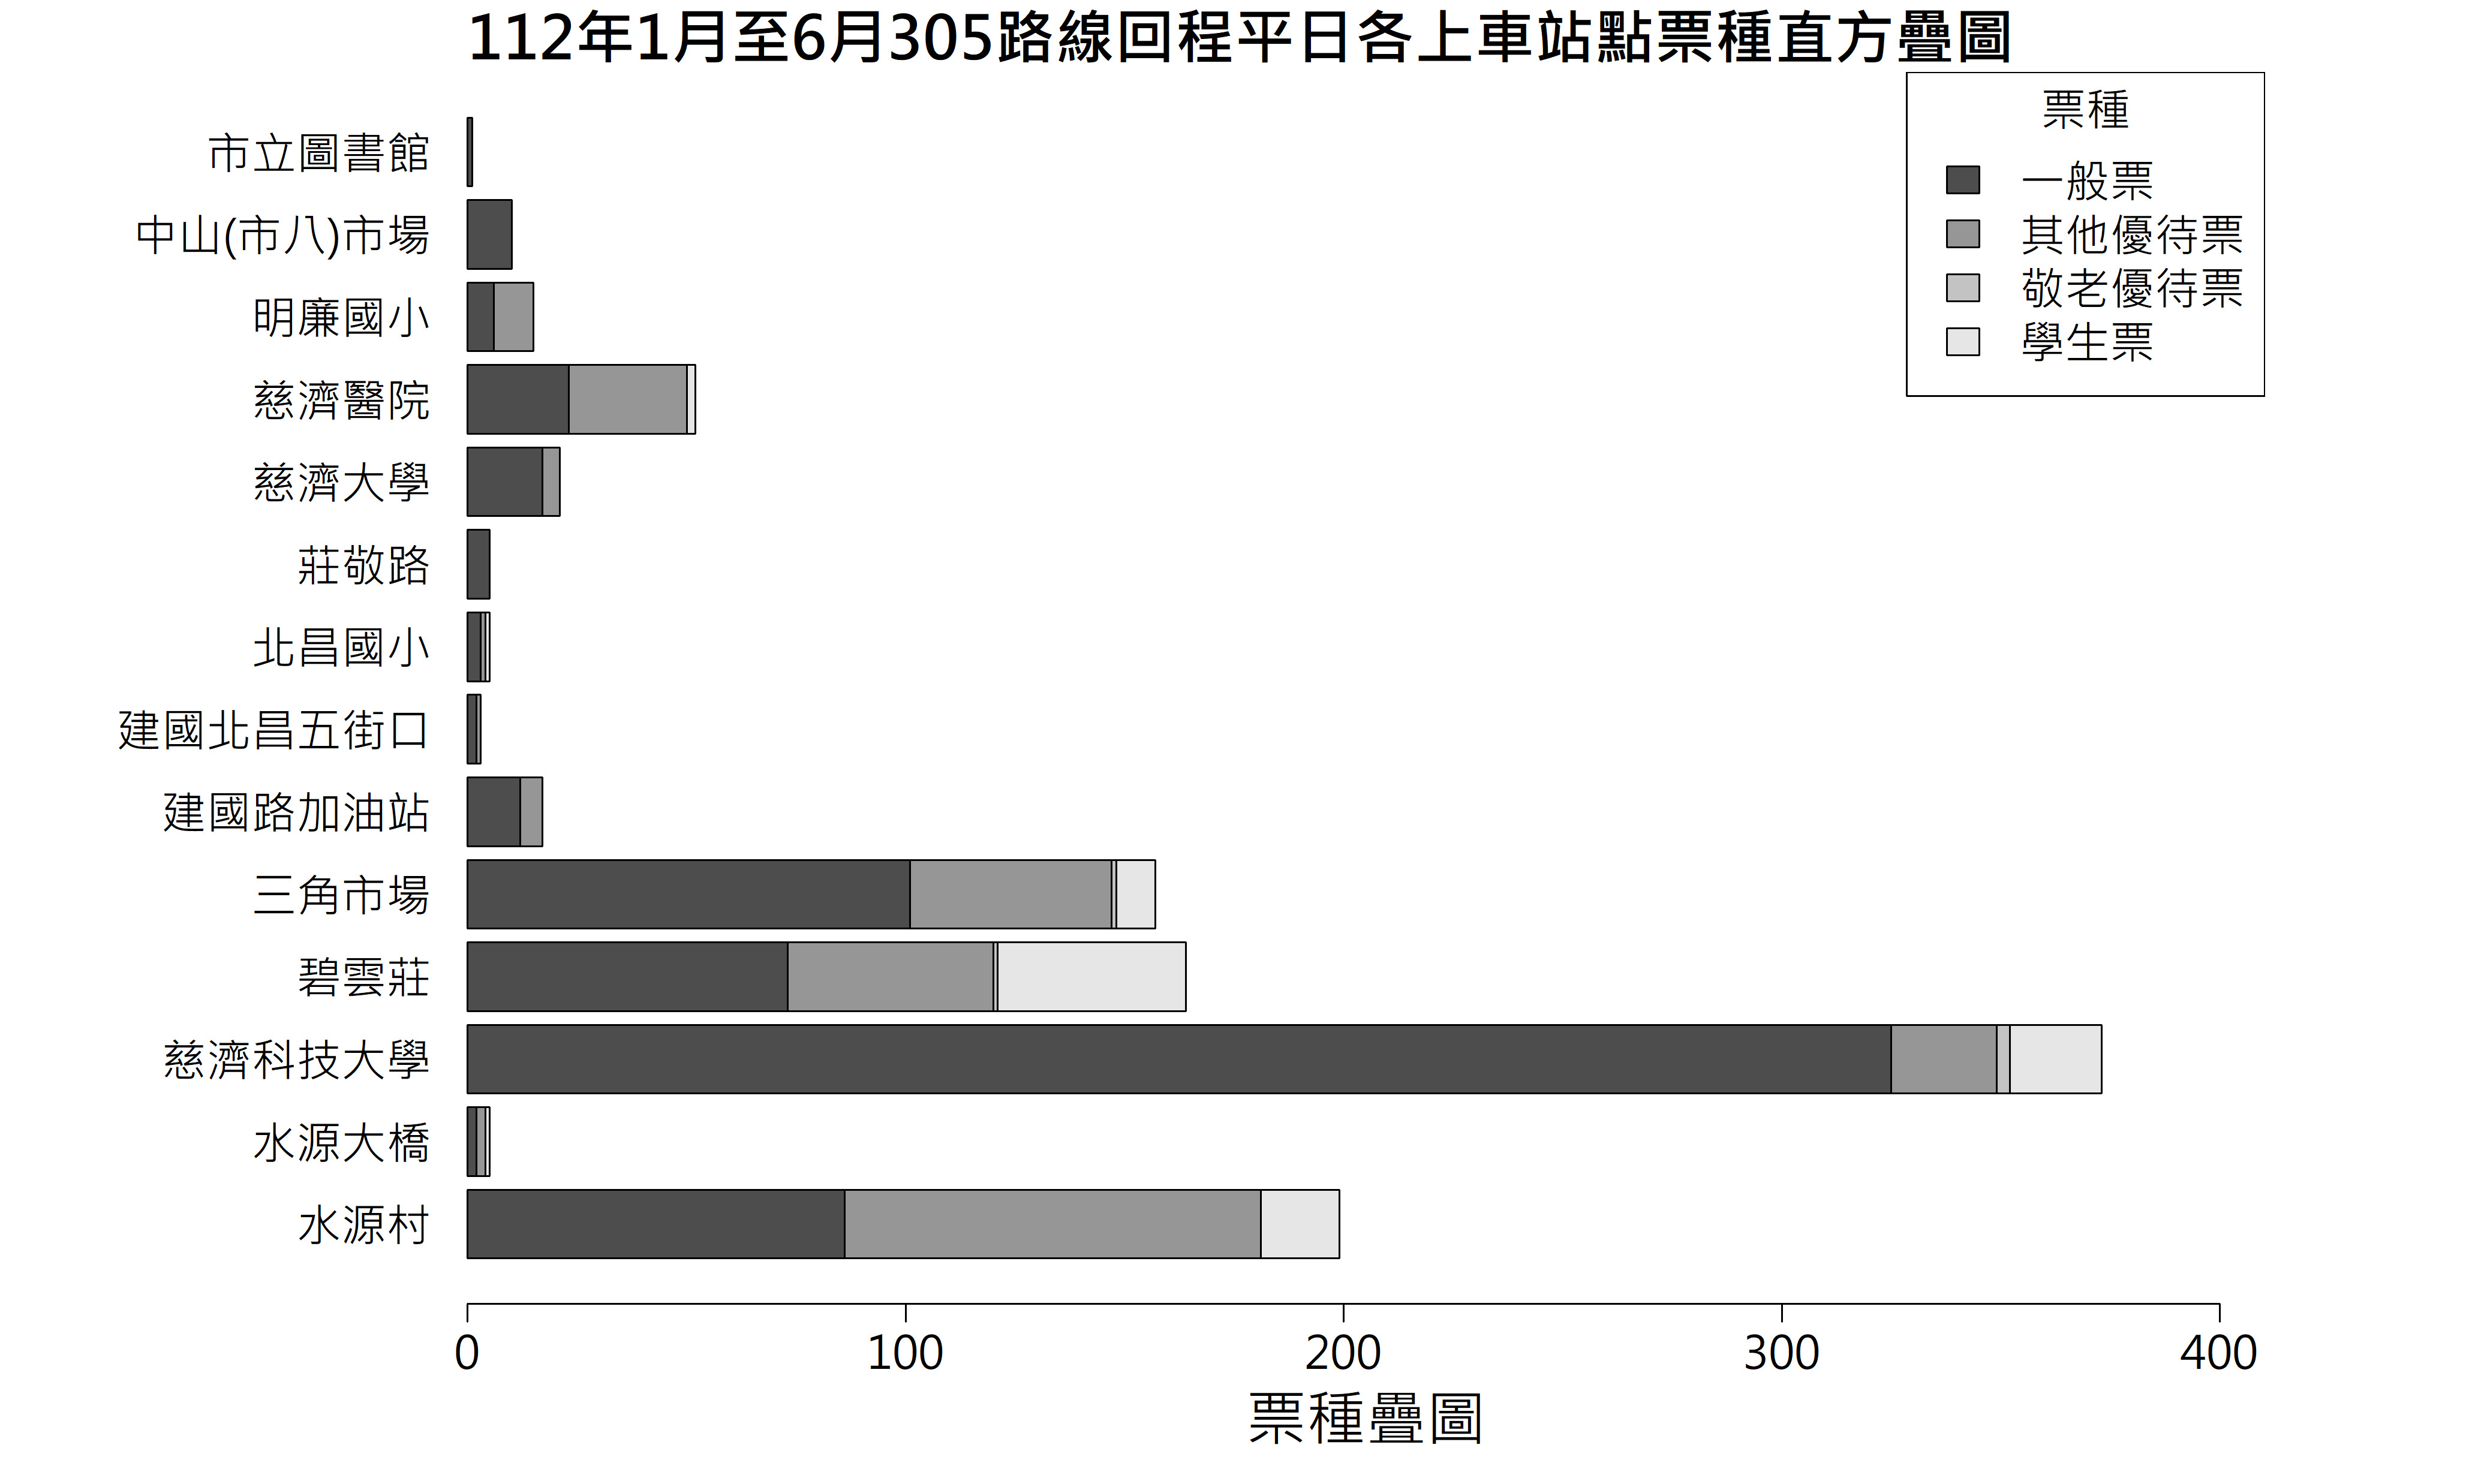 112年1月至6月305路線回程平日各上車站點票種直方疊圖
票種
一般票
其他優待票
敬老優待票
學生票
市立圖書館
中山(市八)市場
明廉國小
慈濟醫院
慈濟大學
莊敬路
北昌國小
建國北昌五街口
建國路加油站
三角市場
碧雲莊
慈濟科技大學
水源大橋
水源村
0 100 200 300 400
票種疊圖